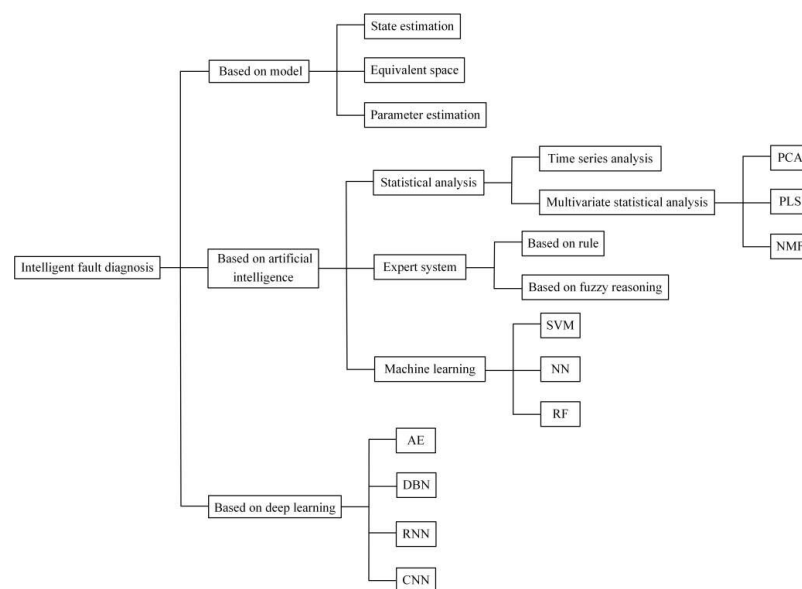 State estimation
Based on model
Equivalent space
Parameter estimation
Time series analysis
PCA
Statistical analysis
Multivariate statistical analysis
PLS
Based on rule
NMF
Intelligent fault diagnosis
Based on artificial
intelligence
Expert system
Based on fuzzy reasoning
SVM
Machine learning
NN
RF
AE
DBN
Based on deep learning
RNN
CNN